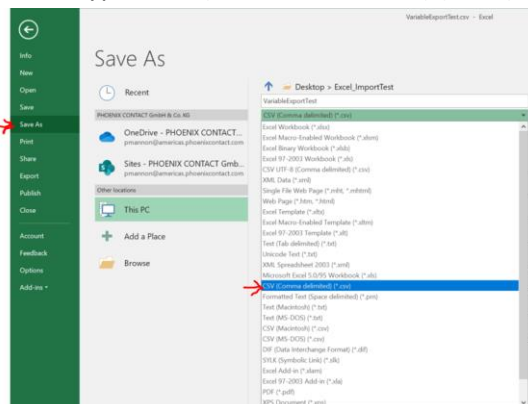 VariableExportTest.csv - Excel
Info
New
Open
Save
Save As
Print
Share
Export
Publish
Close
Account
Feedback
Options
Add-ins
Save As
Recent
PHOENIX CONTACT GmbH & Co. KG
OneDrive - PHOENIX CONTACT...
pmannon@americas.phoenixcontact.com
Sites - PHOENIX CONTACT Gmb...
pmannon@americas.phoenixcontact.com
Other locations
This PC
Add a Place
Browse
Desktop > Excel_ImportTest
VariableExportTest
CSV (Comma delimited) (*.csv)
Excel Workbook (*.xlsx)
Excel Macro-Enabled Workbook (*.xlsm)
Excel Binary Workbook (*.xlsb)
Excel 97-2003 Workbook (*.xls)
CSV UTF-8 (Comma delimited) (*.csv)
XML Data (*.xml)
Single File Web Page (*.mht, *.mhtml)
Web Page (*.htm, *.html)
Excel Template (*.xltx)
Excel Macro-Enabled Template (*.xltm)
Excel 97-2003 Template (*.xlt)
Text (Tab delimited) (*.txt)
Unicode Text (*.txt)
XML Spreadsheet 2003 (*.xml)
Microsoft Excel 5.0/95 Workbook (*.xls)
CSV (Comma delimited) (*.csv)
Formatted Text (Space delimited) (*.prn)
Text (Macintosh) (*.txt)
Text (MS-DOS) (*.txt)
CSV (Macintosh) (*.csv)
CSV (MS-DOS) (*.csv)
DIF (Data Interchange Format) (*.dif)
SYLK (Symbolic Link) (*.slk)
Excel Add-in (*.xlam)
Excel 97-2003 Add-in (*.xla)
PDF (*.pdf)
XPS Document (*.xps)